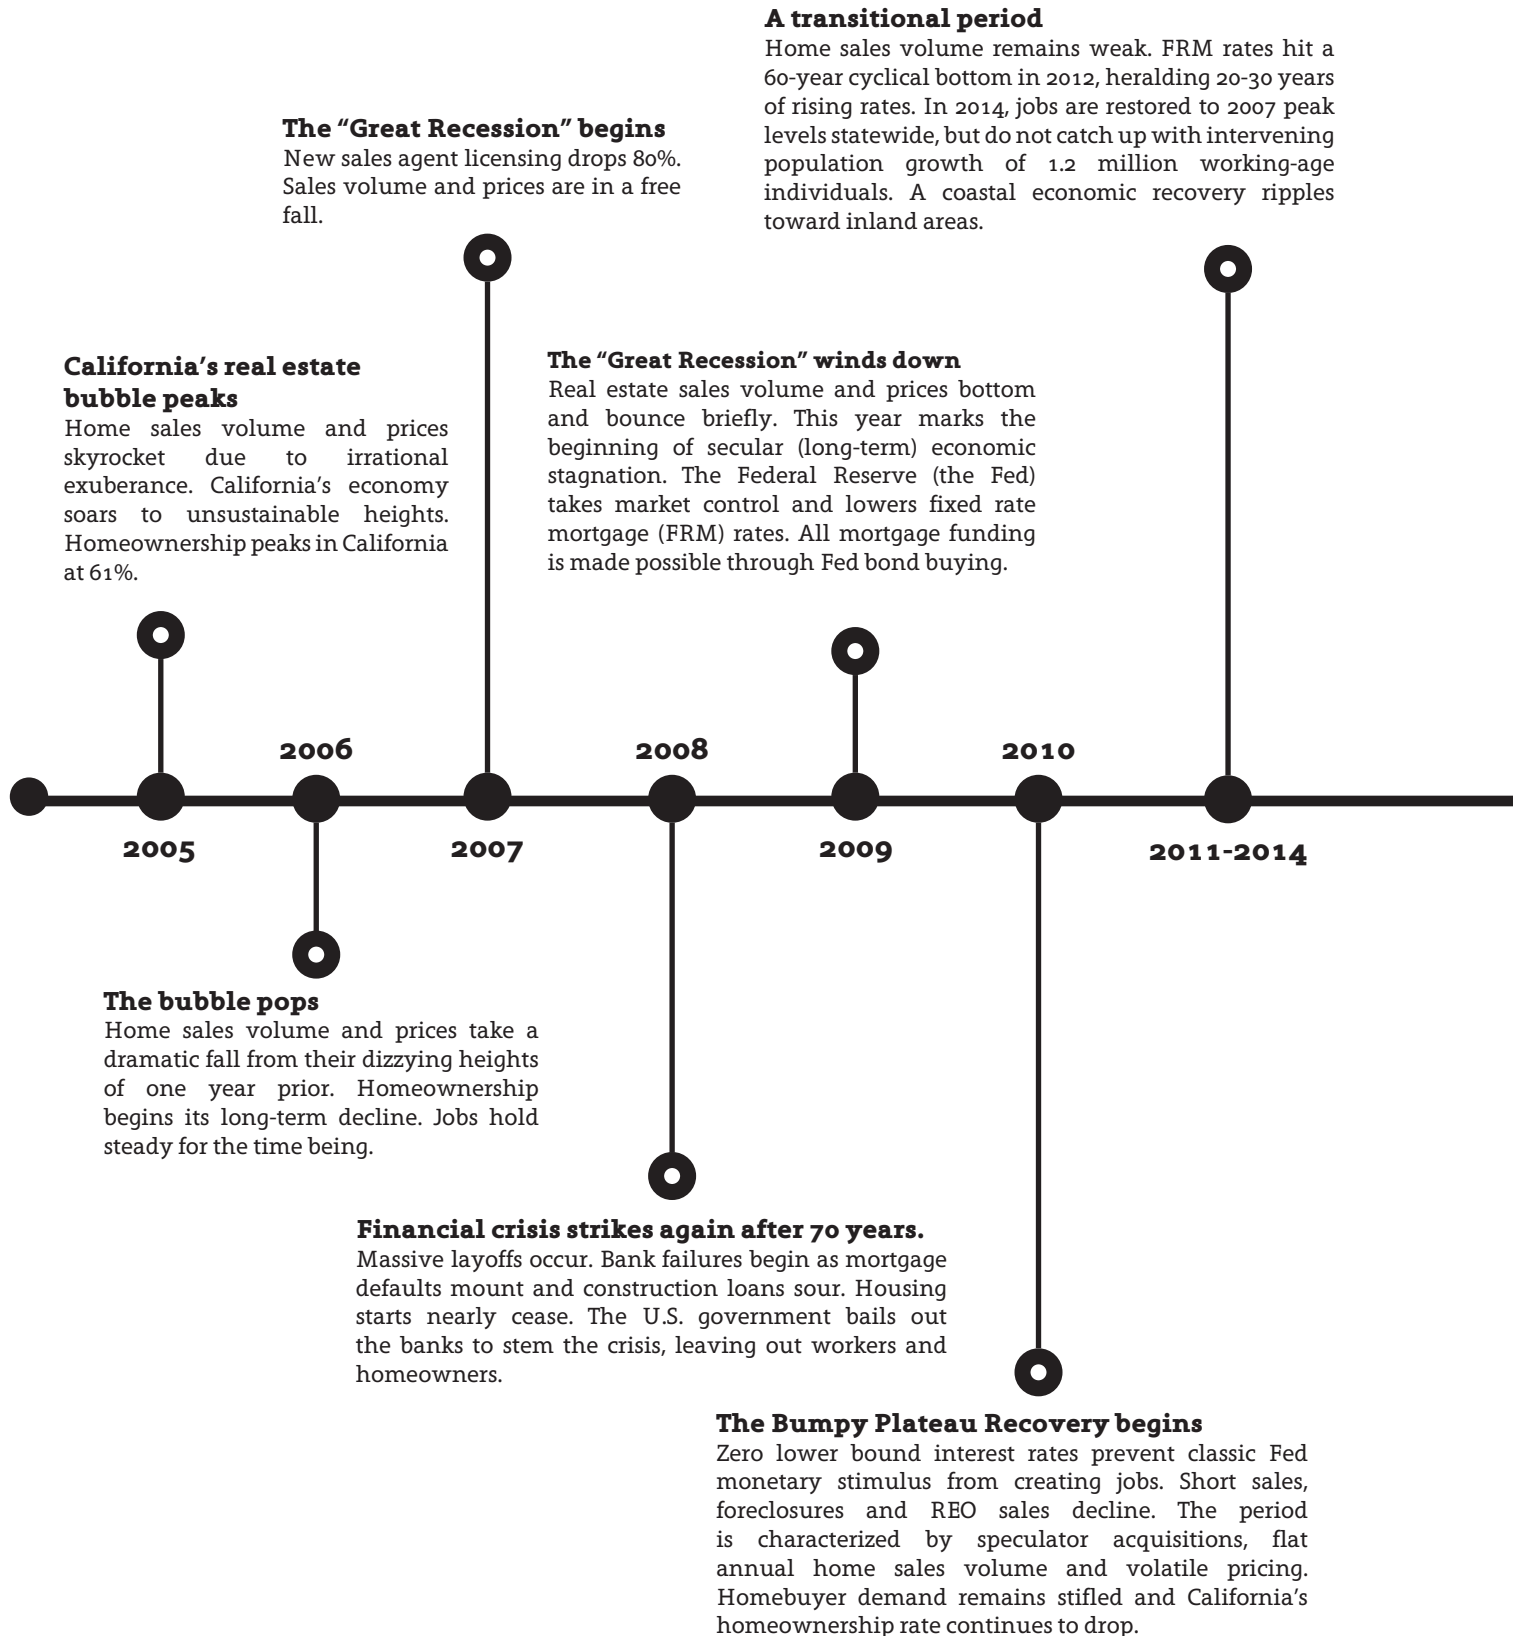 A transitional period
Home sales volume remains weak. FRM rates hit a
60-year cyclical bottom in 2012, heralding 20-30 years
of rising rates. In 2014, jobs are restored to 2007 peak
levels statewide, but do not catch up with intervening
population growth of 1.2 million working-age
individuals. A coastal economic recovery ripples
toward inland areas.
The “Great Recession” begins
New sales agent licensing drops 80%.
Sales volume and prices are in a free
fall.
California’s real estate
bubble peaks
Home sales volume and prices
skyrocket due to irrational
exuberance. California’s economy
soars to unsustainable heights.
Homeownership peaks in California
at 61%.
The “Great Recession” winds down
Real estate sales volume and prices bottom
and bounce briefly. This year marks the
beginning of secular (long-term) economic
stagnation. The Federal Reserve (the Fed)
takes market control and lowers fixed rate
mortgage (FRM) rates. All mortgage funding
is made possible through Fed bond buying.
2006
2008
2010
2005
2007
2009
2011-2014
The bubble pops
Home sales volume and prices take a
dramatic fall from their dizzying heights
of one year prior. Homeownership
begins its long-term decline. Jobs hold
steady for the time being.
Financial crisis strikes again after 70 years.
Massive layoffs occur. Bank failures begin as mortgage
defaults mount and construction loans sour. Housing
starts nearly cease. The U.S. government bails out
the banks to stem the crisis, leaving out workers and
homeowners.
The Bumpy Plateau Recovery begins
Zero lower bound interest rates prevent classic Fed
monetary stimulus from creating jobs. Short sales,
foreclosures and REO sales decline. The period
is characterized by speculator acquisitions, flat
annual home sales volume and volatile pricing.
Homebuyer demand remains stifled and California’s
homeownership rate continues to drop.